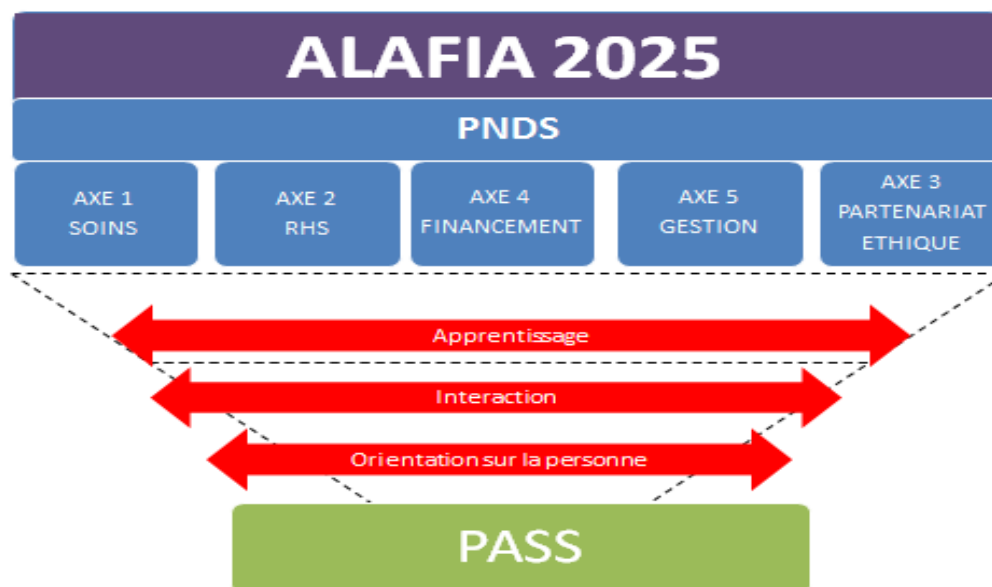 ALAFIA 2025
PNDS
AXE 1
SOINS
AXE 2
RHS
AXE 4
FINANCEMENT
AXE 5
GESTION
AXE 3
PARTENARIAT
ETHIQUE
Apprentissage
Interaction
Orientation sur la personne
PASS